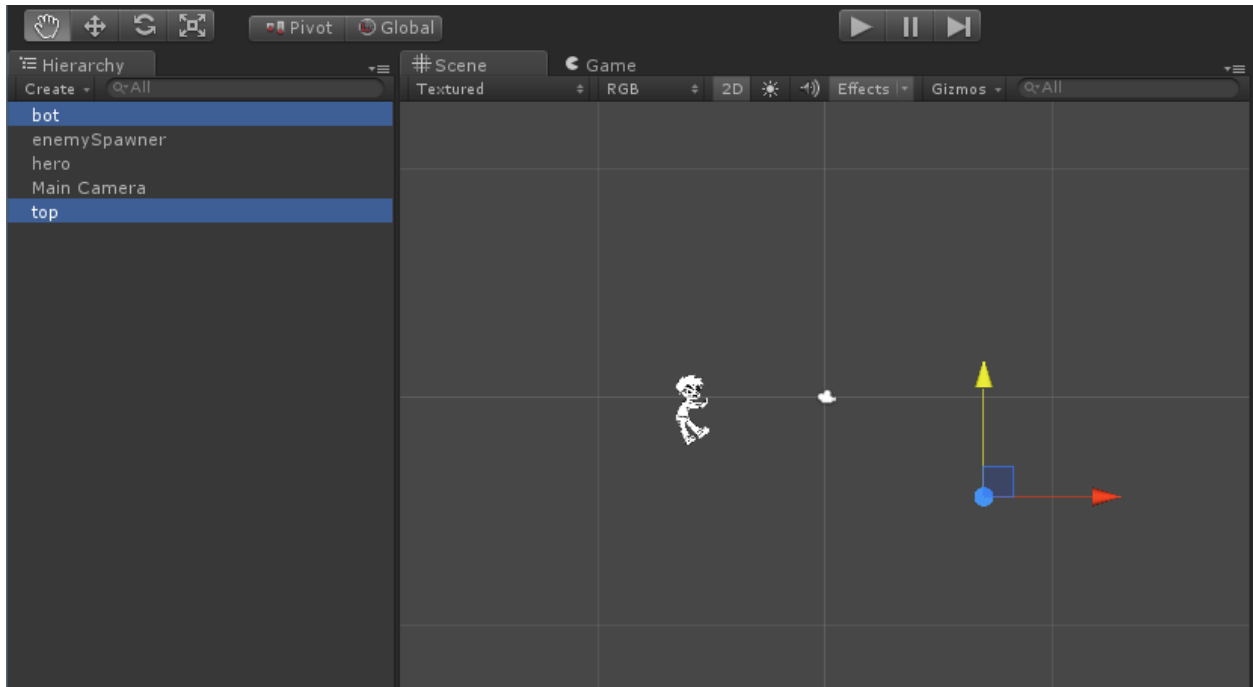 Pivot Global
Hierarchy
Create All
bot
enemySpawner
hero
Main Camera
top
Scene Game
Textured RGB 2D Effects Gizmos All